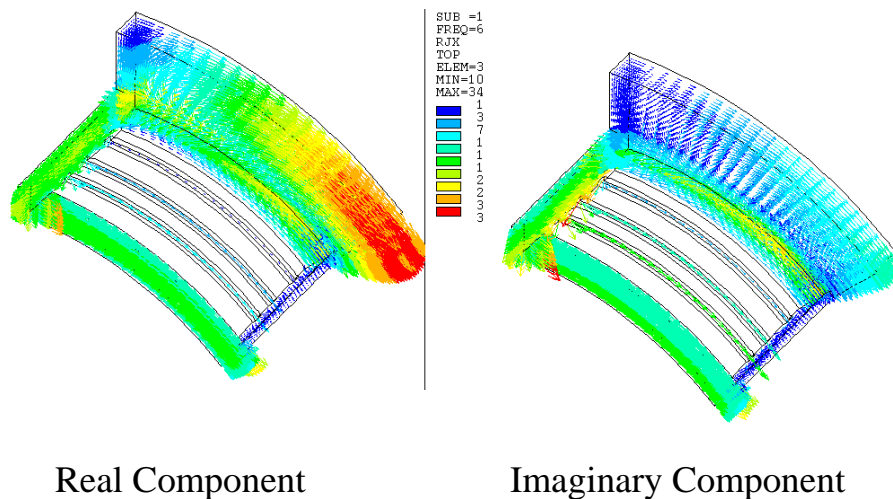 SUB =1
FREQ=6
RJX
TOP
ELEM=3
MIN=10
MAX=34
1
3
7
1
1
1
2
2
3
3
Real Component
Imaginary Component